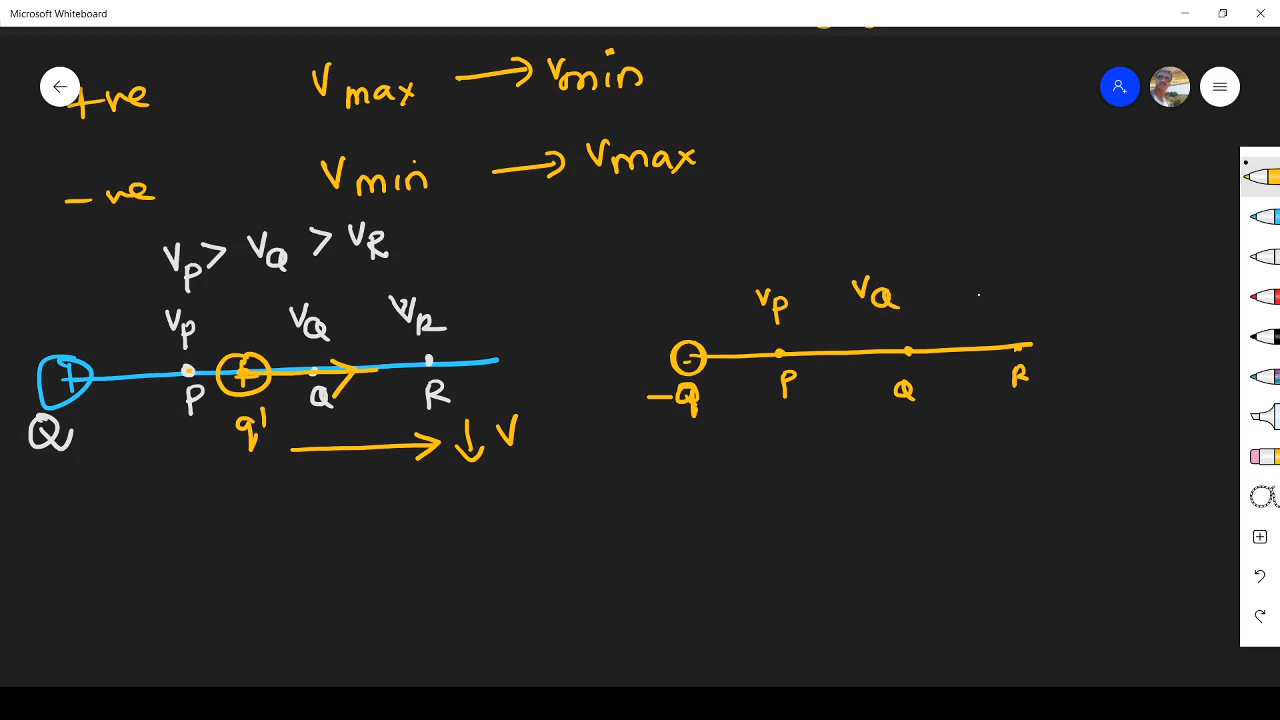 Microsoft Whiteboard
+ve Vmax → Vmin
-ve Vmin → Vmax
VP > VQ > VR
VP VQ VR
+ + P Q R
Q q' → ↓ V
VP VQ
- P Q R
-q